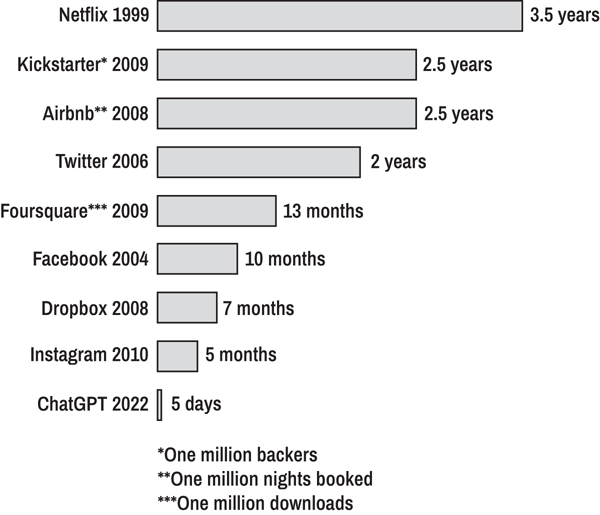 Netflix 1999 3.5 years
Kickstarter* 2009 2.5 years
Airbnb** 2008 2.5 years
Twitter 2006 2 years
Foursquare*** 2009 13 months
Facebook 2004 10 months
Dropbox 2008 7 months
Instagram 2010 5 months
ChatGPT 2022 5 days
*One million backers
**One million nights booked
***One million downloads